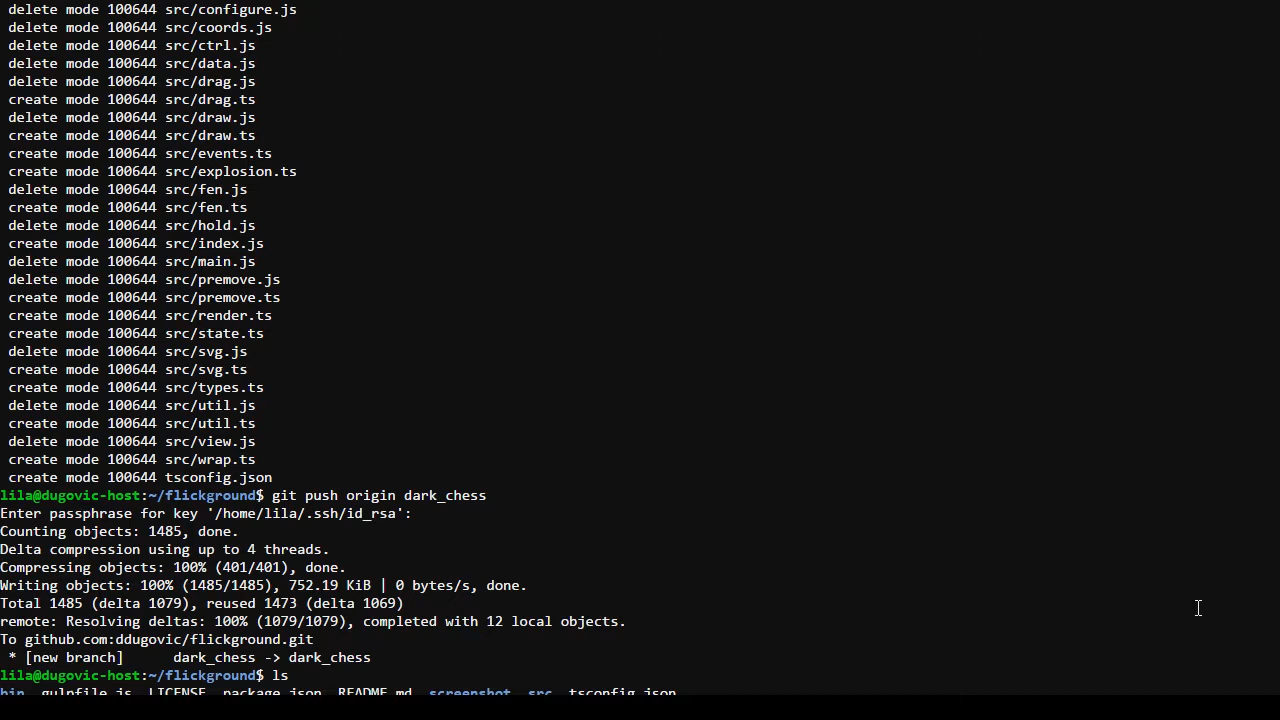 delete mode 100644 src/configure.js
delete mode 100644 src/coords.js
delete mode 100644 src/ctrl.js
delete mode 100644 src/data.js
delete mode 100644 src/drag.js
create mode 100644 src/drag.ts
delete mode 100644 src/draw.js
create mode 100644 src/draw.ts
create mode 100644 src/events.ts
create mode 100644 src/explosion.ts
delete mode 100644 src/fen.js
create mode 100644 src/fen.ts
delete mode 100644 src/hold.js
create mode 100644 src/index.js
delete mode 100644 src/main.js
delete mode 100644 src/premove.js
create mode 100644 src/premove.ts
create mode 100644 src/render.ts
create mode 100644 src/state.ts
delete mode 100644 src/svg.js
create mode 100644 src/svg.ts
create mode 100644 src/types.ts
delete mode 100644 src/util.js
create mode 100644 src/util.ts
delete mode 100644 src/view.js
create mode 100644 src/wrap.ts
create mode 100644 tsconfig.json
lila@dugovic-host:~/flickground$ git push origin dark_chess
Enter passphrase for key '/home/lila/.ssh/id_rsa':
Counting objects: 1485, done.
Delta compression using up to 4 threads.
Compressing objects: 100% (401/401), done.
Writing objects: 100% (1485/1485), 752.19 KiB | 0 bytes/s, done.
Total 1485 (delta 1079), reused 1473 (delta 1069)
remote: Resolving deltas: 100% (1079/1079), completed with 12 local objects.
To github.com:ddugovic/flickground.git
* [new branch]      dark_chess -> dark_chess
lila@dugovic-host:~/flickground$ ls
bin  gulpfile.js  LICENSE  package.json  README.md  screenshot  src  tsconfig.json